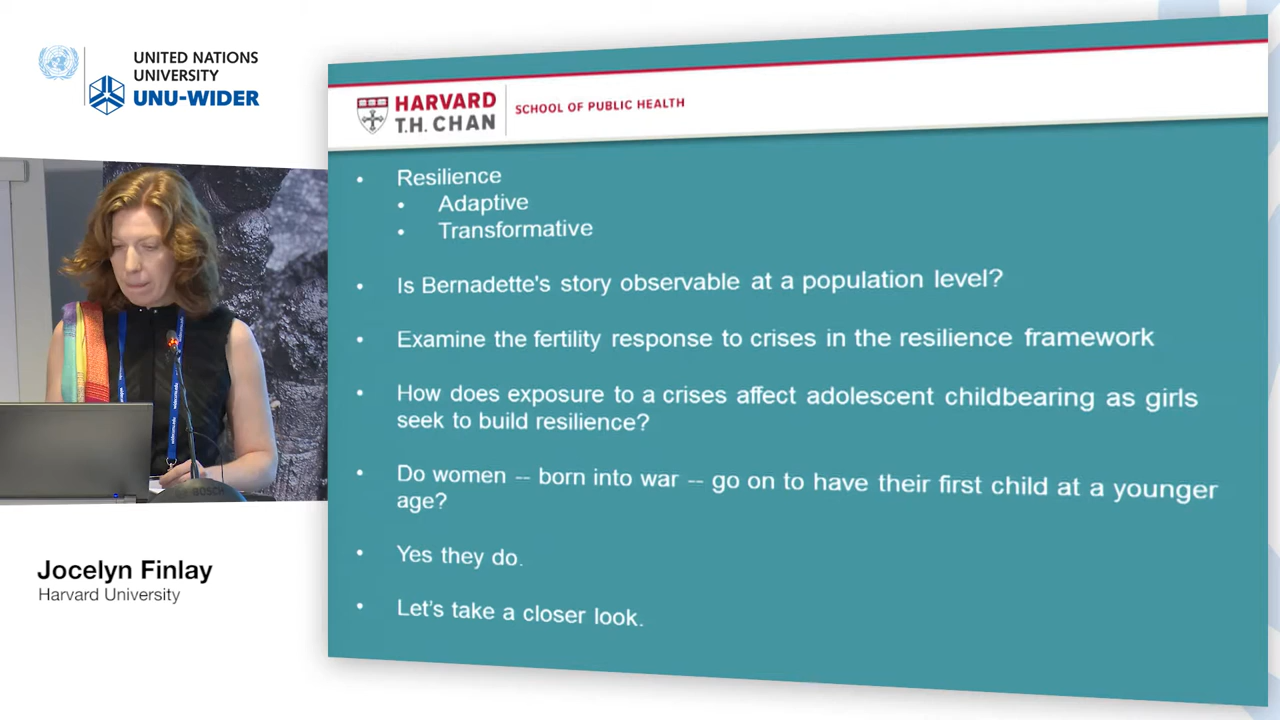 UNITED NATIONS
UNIVERSITY
UNU-WIDER
HARVARD
T.H. CHAN
SCHOOL OF PUBLIC HEALTH
• Resilience
• Adaptive
• Transformative
• Is Bernadette's story observable at a population level?
• Examine the fertility response to crises in the resilience framework
• How does exposure to a crises affect adolescent childbearing as girls
seek to build resilience?
• Do women -- born into war -- go on to have their first child at a younger
age?
• Yes they do.
• Let's take a closer look.
BOSCH
Jocelyn Finlay
Harvard University